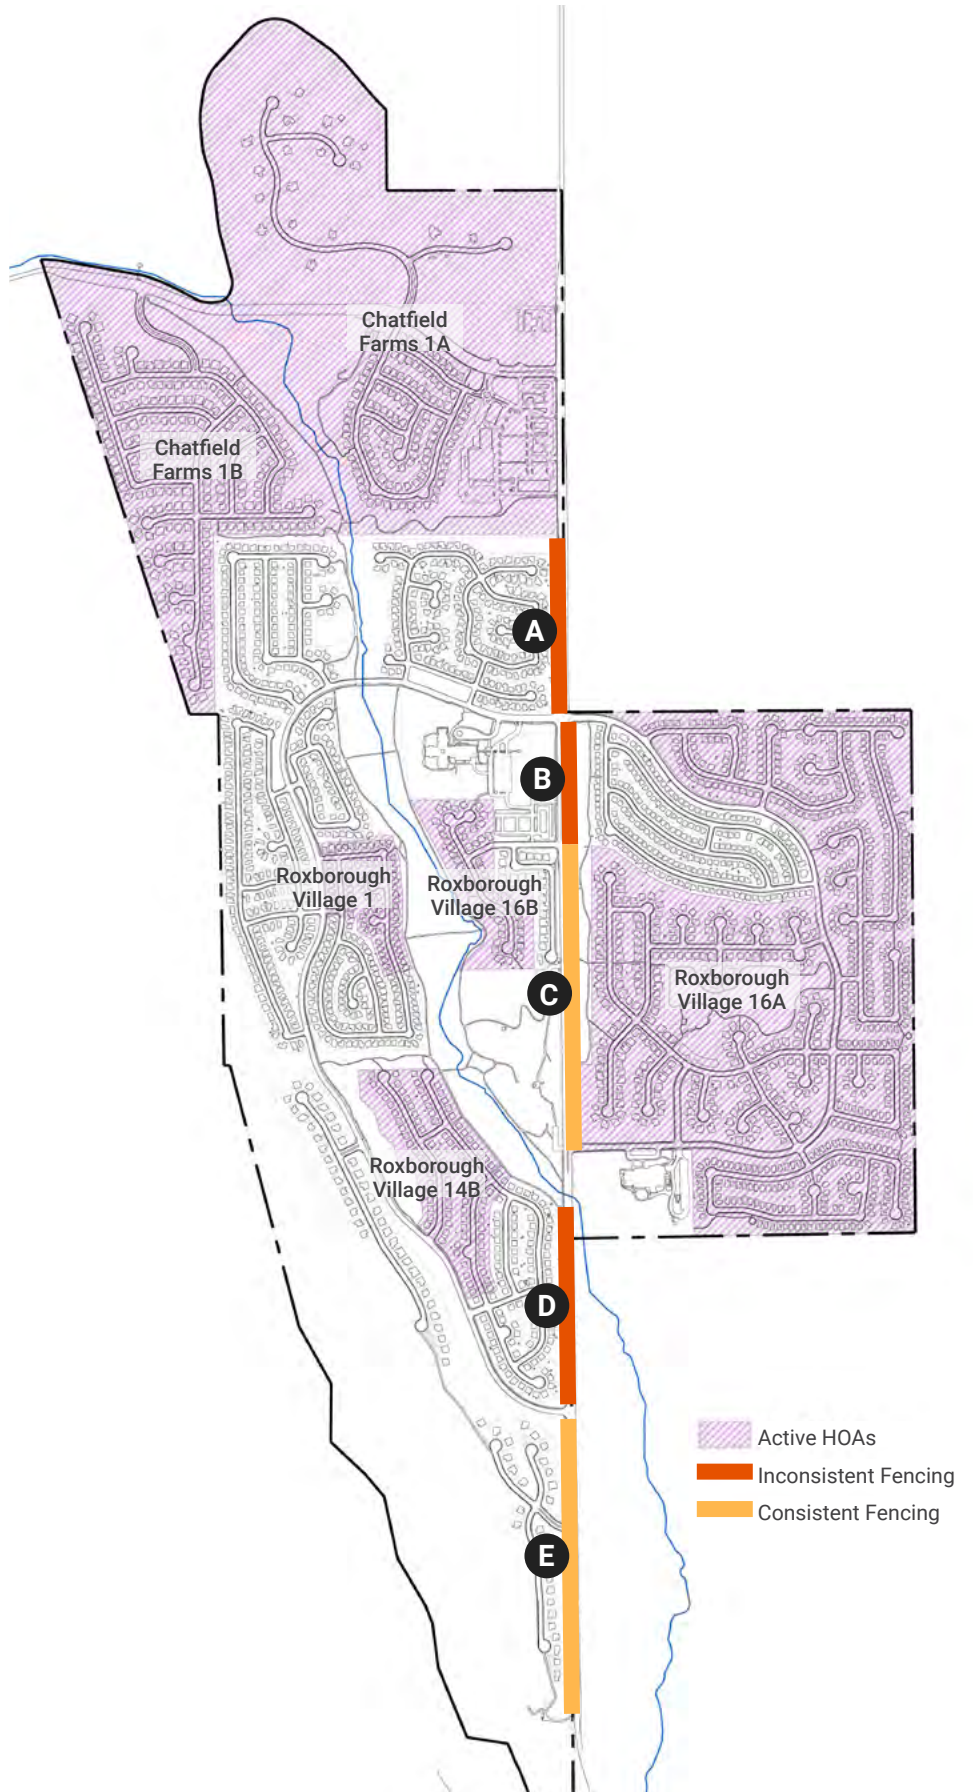 Chatfield
Farms 1A
Chatfield
Farms 1B
A
B
Roxborough
Village 1
Roxborough
Village 16B
C
Roxborough
Village 16A
Roxborough
Village 14B
D
E
Active HOAs
Inconsistent Fencing
Consistent Fencing